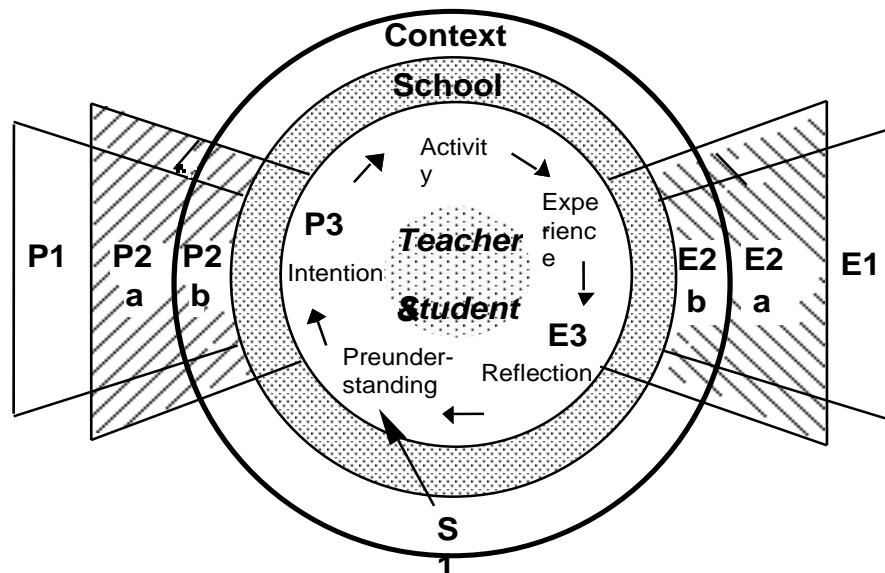 Context
School
Activit
y
Expe
rienc
e
P3
Teacher
&
Student
Intention
P1
P2
a
P2
b
E2
b
E2
a
E1
E3
Preunder-
standing
Reflection
S
1